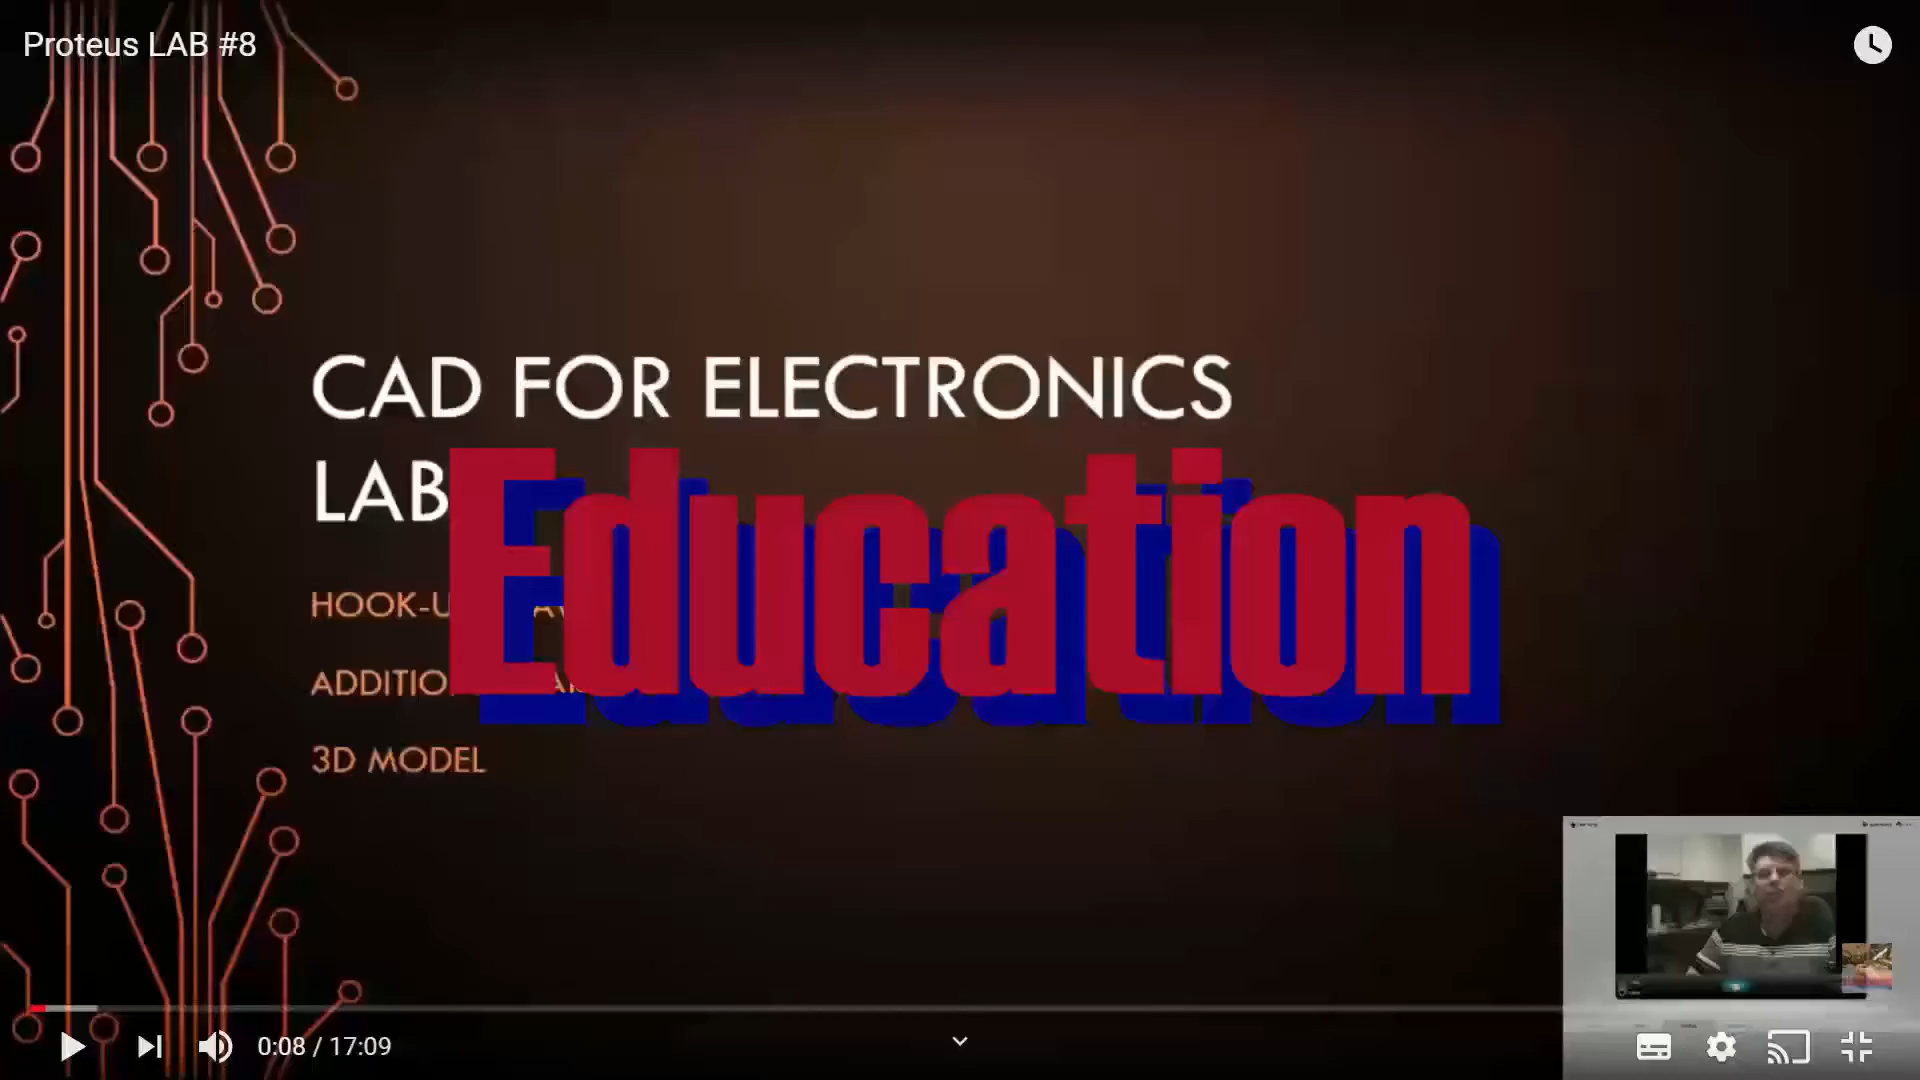 Proteus LAB #8
CAD FOR ELECTRONICS
LAB
Education
HOOK-U
ADDITIO
3D MODEL
0:08 / 17:09